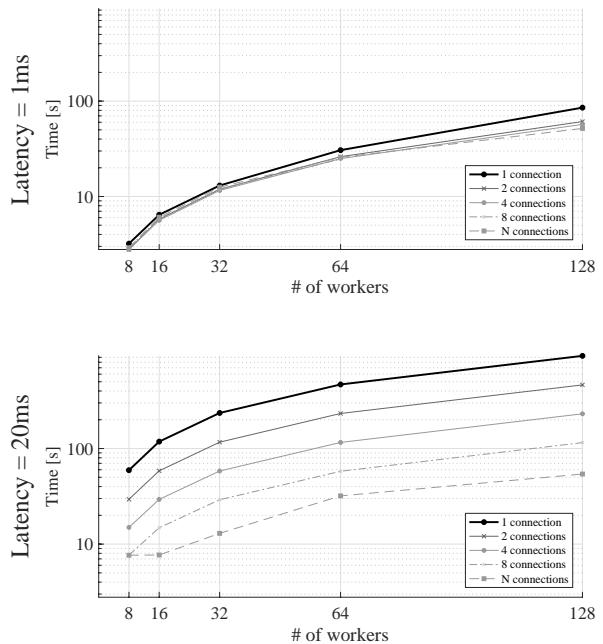 Latency = 1ms
Time [s]
100
10
1 connection
2 connections
4 connections
8 connections
N connections
8 16 32 64 128
# of workers
Latency = 20ms
Time [s]
100
10
1 connection
2 connections
4 connections
8 connections
N connections
8 16 32 64 128
# of workers